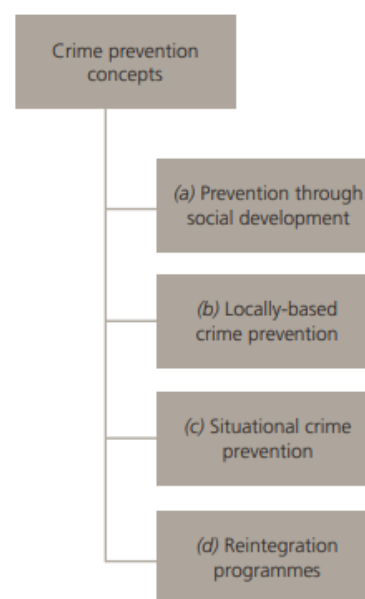 Crime prevention
concepts
(a) Prevention through
social development
(b) Locally-based
crime prevention
(c) Situational crime
prevention
(d) Reintegration
programmes